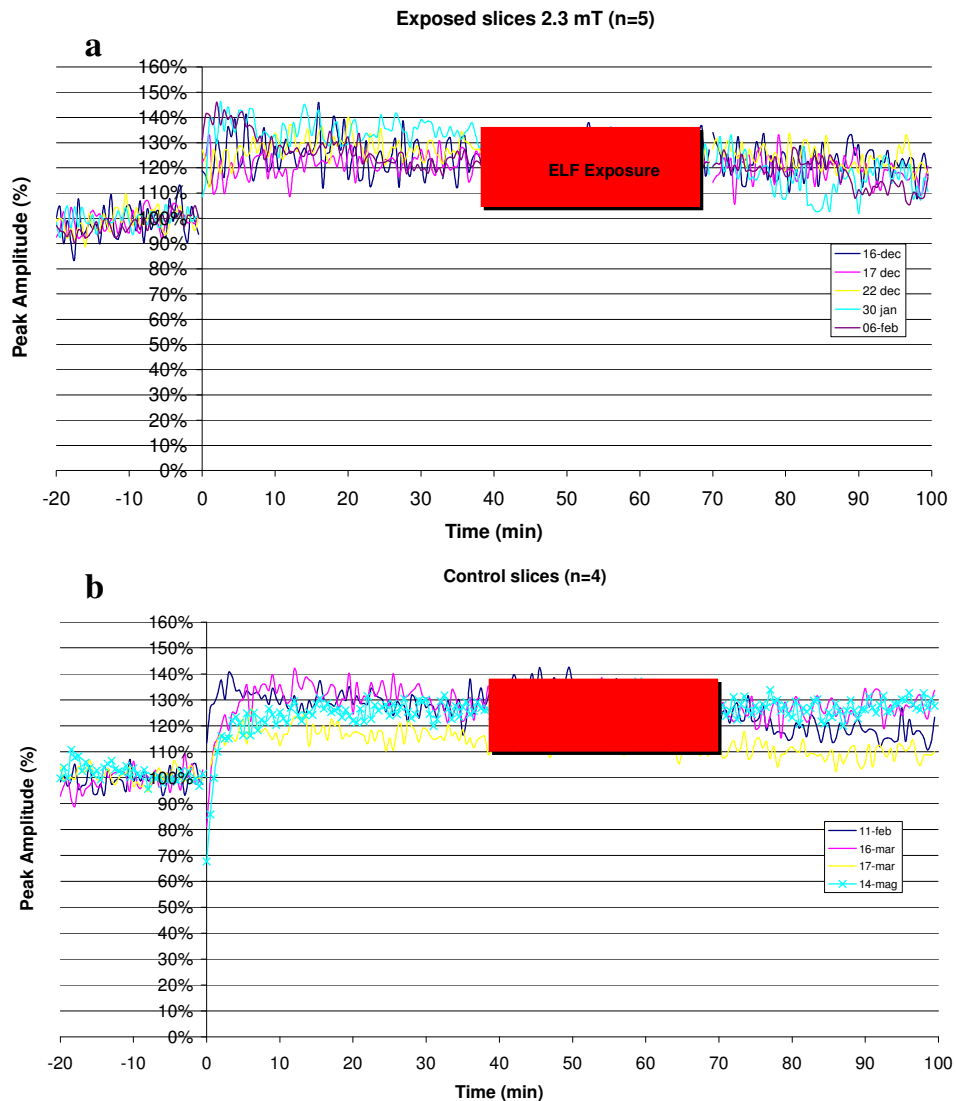 Exposed slices 2.3 mT (n=5)
a
160%
150%
140%
130%
120%
110%
100%
90%
80%
70%
60%
50%
40%
30%
20%
10%
0%
Peak Amplitude (%)
ELF Exposure
16-dec
17 dec
22 dec
30 jan
06-feb
-20 -10 0 10 20 30 40 50 60 70 80 90 100
Time (min)
b
Control slices (n=4)
160%
150%
140%
130%
120%
110%
100%
90%
80%
70%
60%
50%
40%
30%
20%
10%
0%
Peak Amplitude (%)
11-feb
16-mar
17-mar
14-mag
-20 -10 0 10 20 30 40 50 60 70 80 90 100
Time (min)